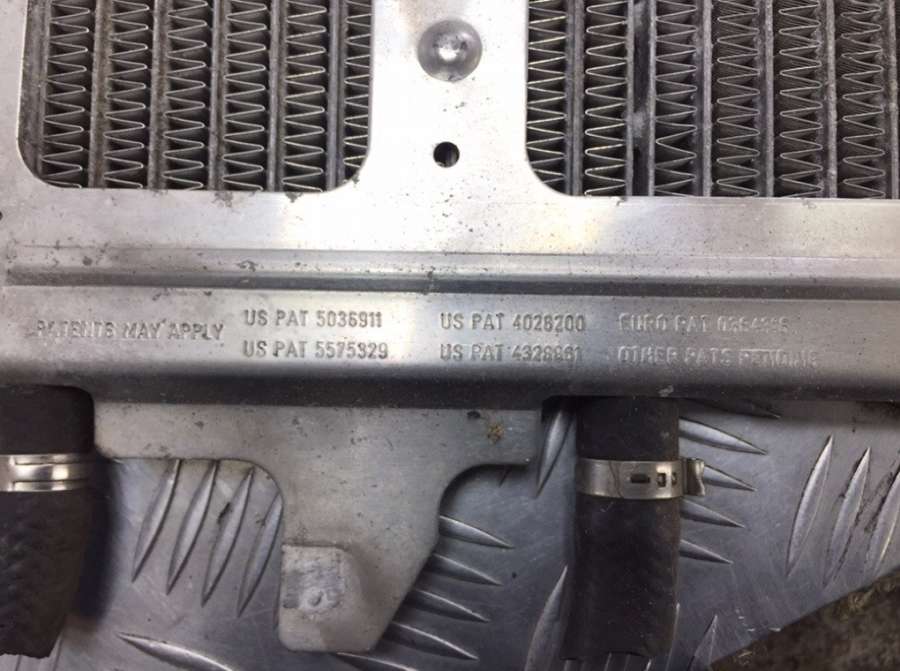 PATENTS MAY APPLY
US PAT 5036911 US PAT 4026200 EURO PAT
US PAT 5575329 US PAT 4328861 OTHER PATS PENDING